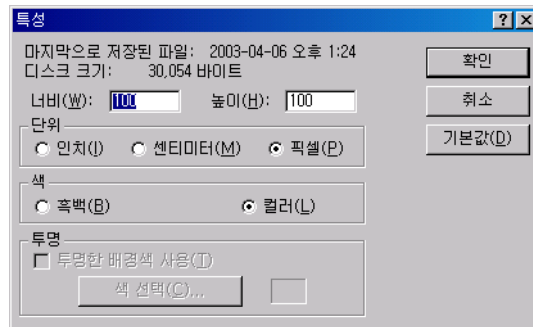 특성
마지막으로 저장된 파일: 2003-04-06 오후 1:24
디스크 크기: 30,054 바이트
확인
너비(W): 100 높이(H): 100
취소
단위
인치(I) 센티미터(M) 픽셀(P)
기본값(D)
색
흑백(B) 컬러(L)
투명
투명한 배경색 사용(T)
색 선택(C)...